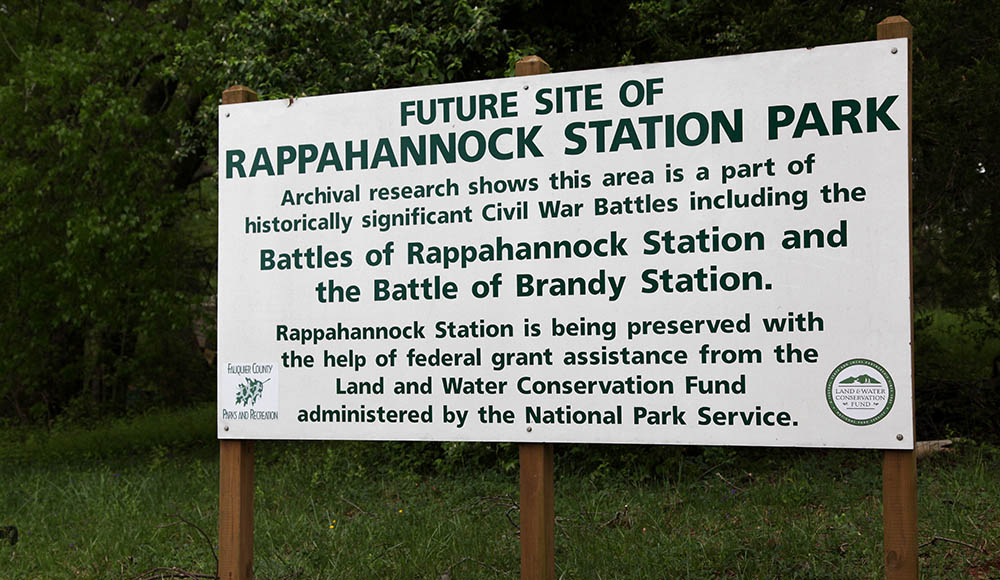 FUTURE SITE OF
RAPPAHANNOCK STATION PARK
Archival research shows this area is a part of
historically significant Civil War Battles including the
Battles of Rappahannock Station and
the Battle of Brandy Station.
Rappahannock Station is being preserved with
the help of federal grant assistance from the
Land and Water Conservation Fund
administered by the National Park Service.
FAUQUIER COUNTY
PARKS AND RECREATION
LAND & WATER
CONSERVATION
FUND